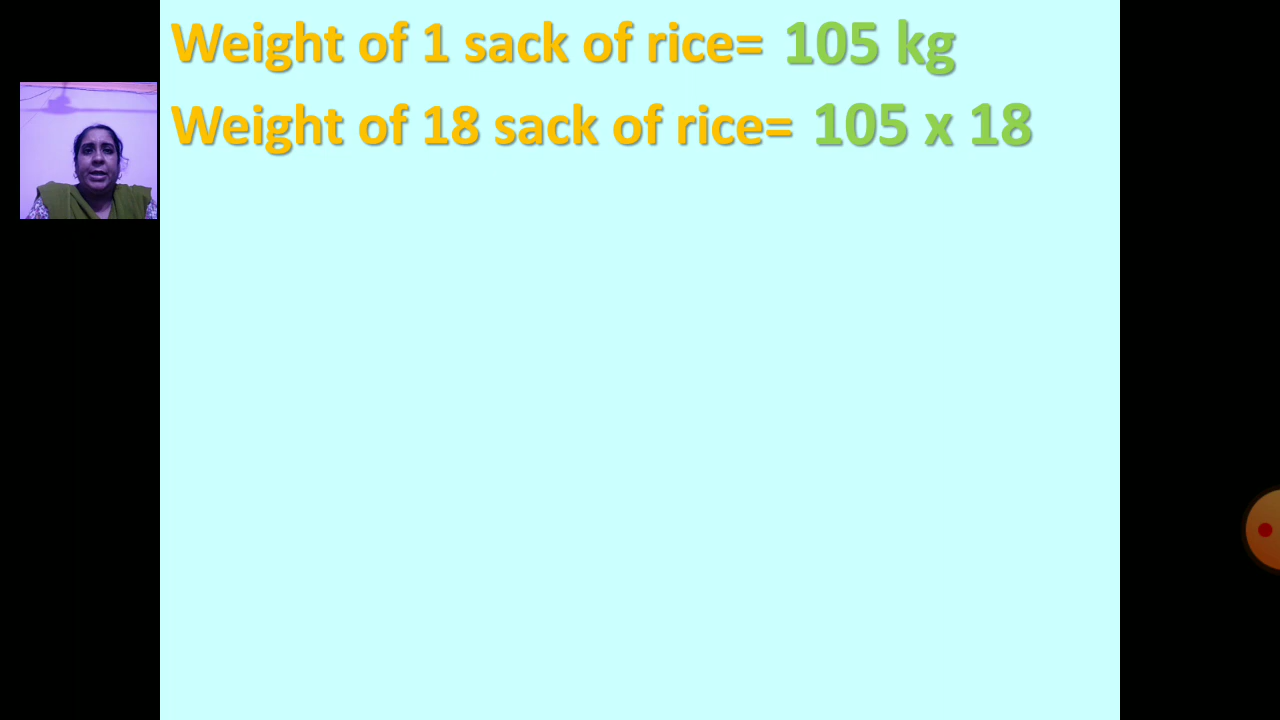 Weight of 1 sack of rice= 105 kg
Weight of 18 sack of rice= 105 x 18